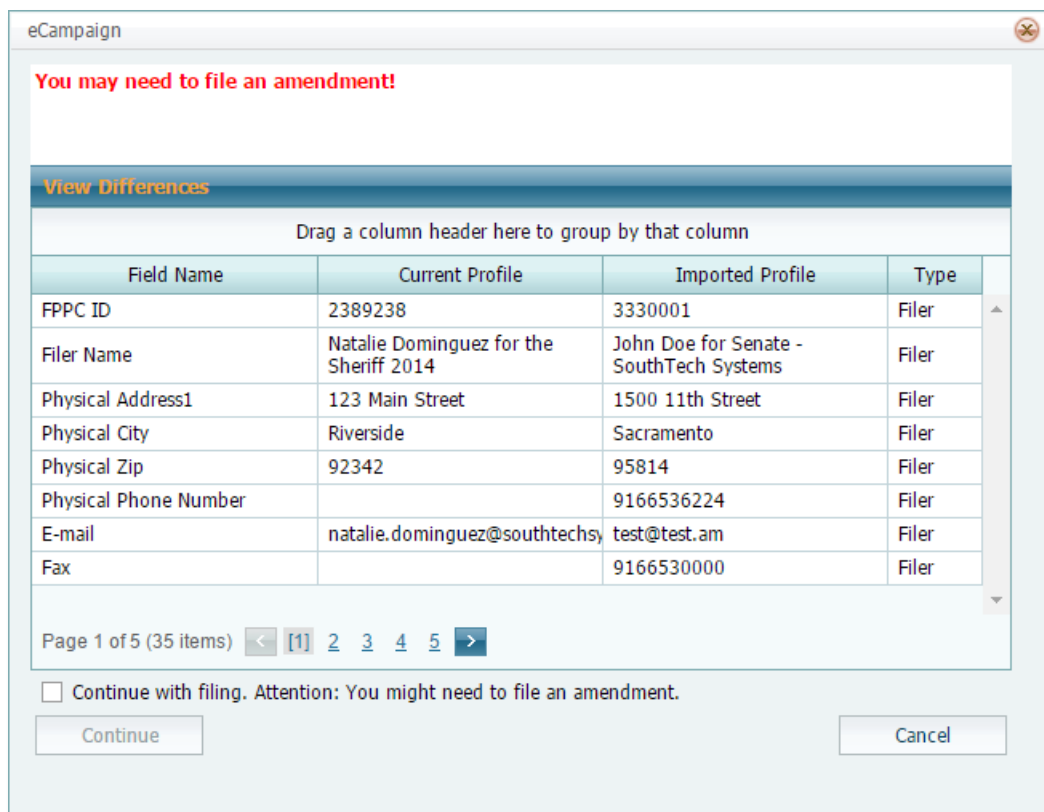 eCampaign
You may need to file an amendment!
View Differences
Drag a column header here to group by that column
Field Name Current Profile Imported Profile Type
FPPC ID 2389238 3330001 Filer
Filer Name Natalie Dominguez for the Sheriff 2014 John Doe for Senate - SouthTech Systems Filer
Physical Address1 123 Main Street 1500 11th Street Filer
Physical City Riverside Sacramento Filer
Physical Zip 92342 95814 Filer
Physical Phone Number 9166536224 Filer
E-mail natalie.dominguez@southtechsy test@test.am Filer
Fax 9166530000 Filer
Page 1 of 5 (35 items) < [1] 2 3 4 5 >
Continue with filing. Attention: You might need to file an amendment.
Continue Cancel